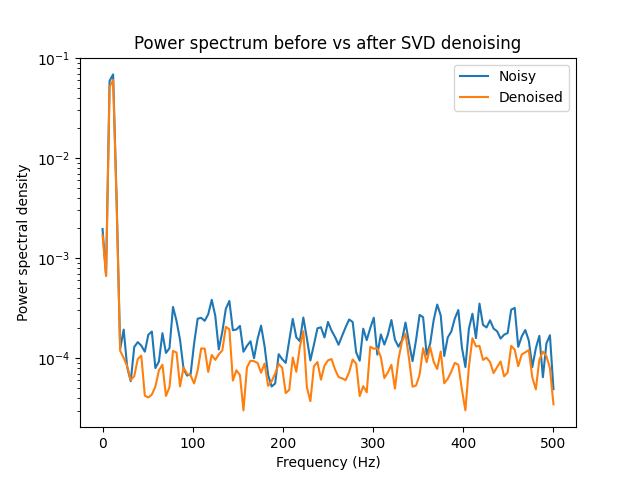 Power spectrum before vs after SVD denoising
Noisy
Denoised
10⁻¹
10⁻²
10⁻³
10⁻⁴
Power spectral density
0 100 200 300 400 500
Frequency (Hz)